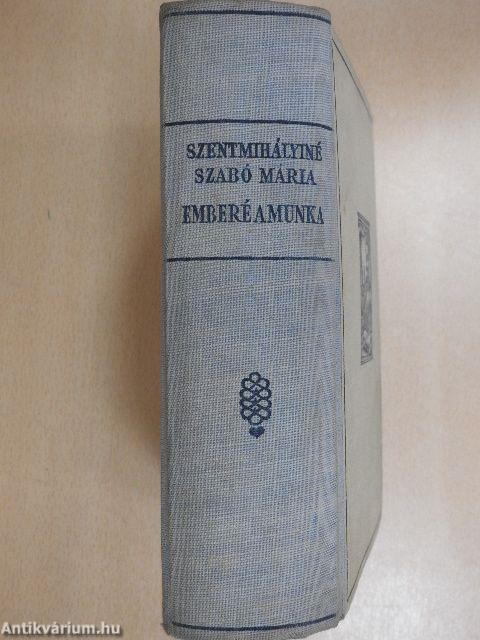 SZENTMIHÁLYINÉ
SZABÓ MÁRIA
EMBERÉ A MUNKA
Antikvárium.hu